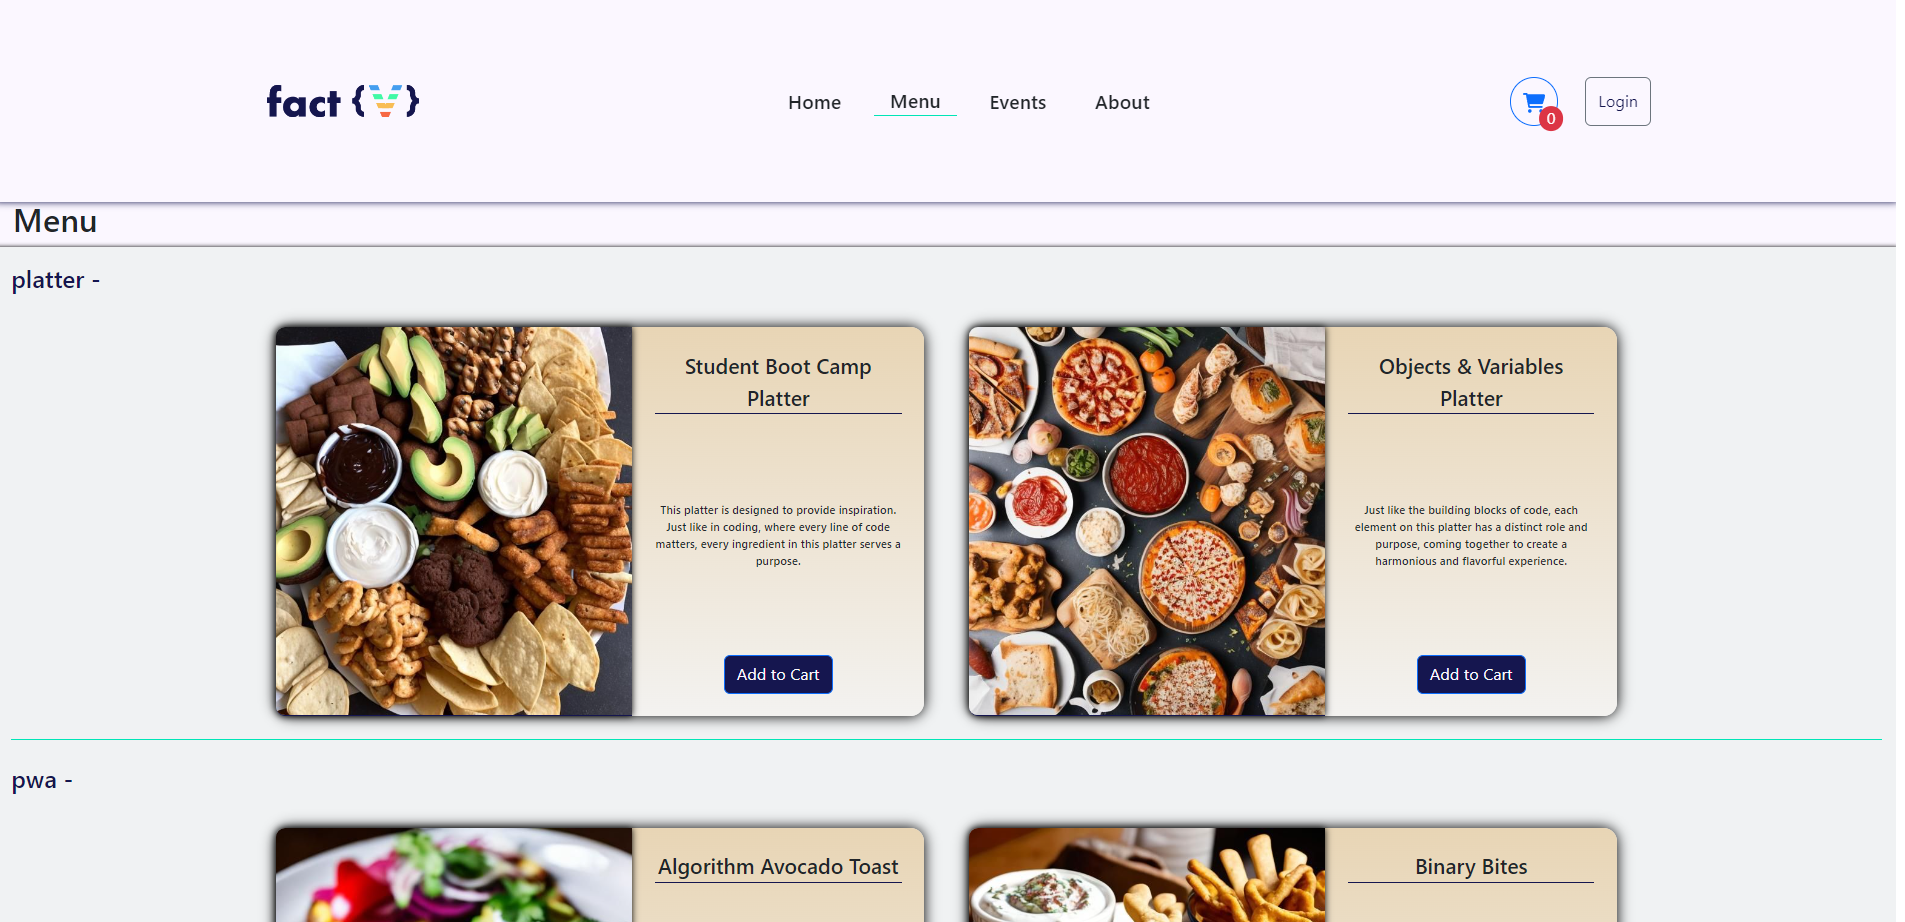 fact { }
Home
Menu
Events
About
0
Login
Menu
platter -
Student Boot Camp
Platter
This platter is designed to provide inspiration.
Just like in coding, where every line of code
matters, every ingredient in this platter serves a
purpose.
Add to Cart
Objects & Variables
Platter
Just like the building blocks of code, each
element on this platter has a distinct role and
purpose, coming together to create a
harmonious and flavorful experience.
Add to Cart
pwa -
Algorithm Avocado Toast
Binary Bites